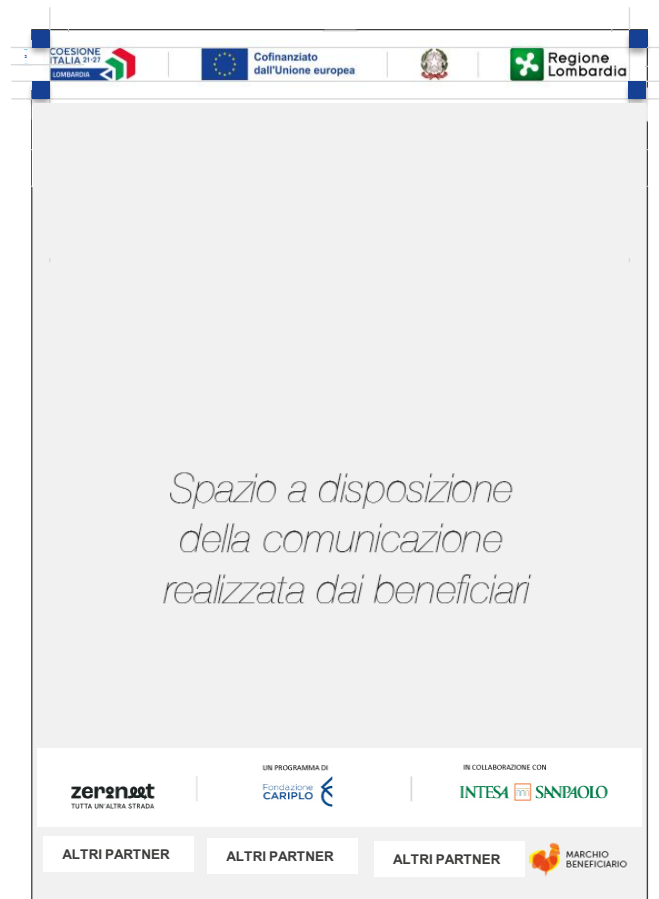 COESIONE
ITALIA 21-27
LOMBARDIA
Cofinanziato
dall'Unione europea
Regione
Lombardia
Spazio a disposizione
della comunicazione
realizzata dai beneficiari
UN PROGRAMMA DI
IN COLLABORAZIONE CON
zeroneet
TUTTA UN'ALTRA STRADA
Fondazione
CARIPLO
INTESA SANPAOLO
ALTRI PARTNER
ALTRI PARTNER
ALTRI PARTNER
MARCHIO
BENEFICIARIO